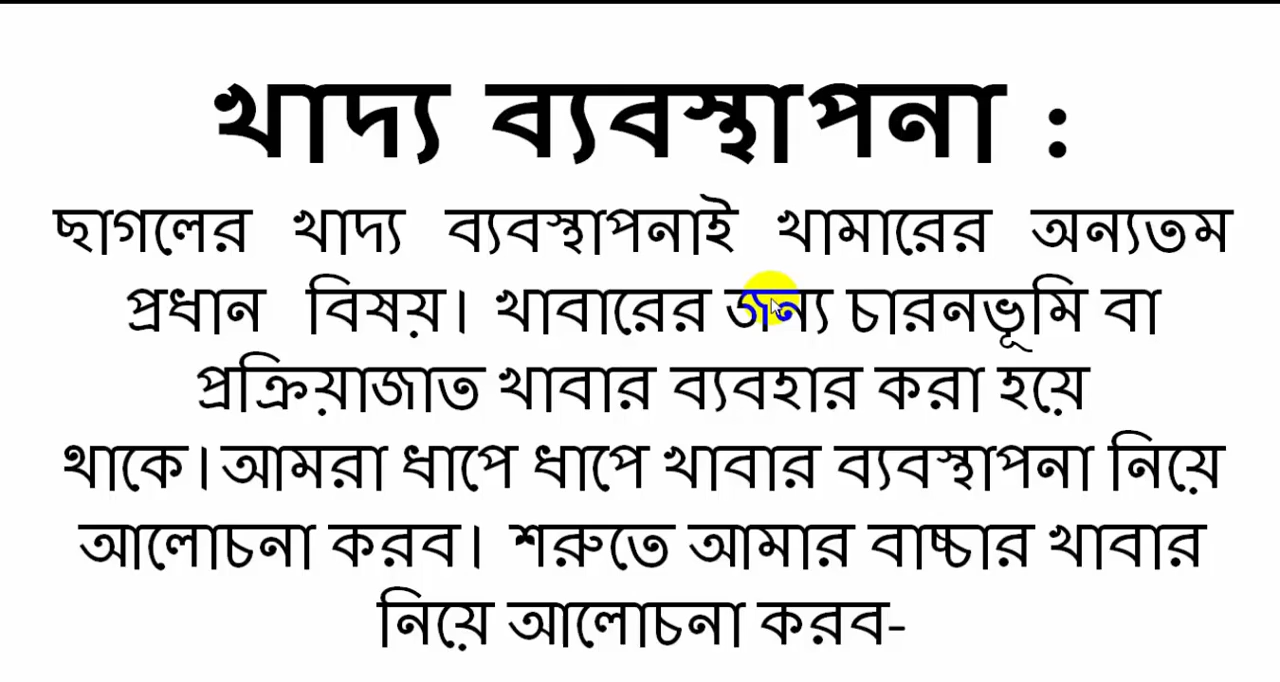 খাদ্য ব্যবস্থাপনা :
ছাগলের খাদ্য ব্যবস্থাপনাই খামারের অন্যতম
প্রধান বিষয়। খাবারের জন্য চারনভূমি বা
প্রক্রিয়াজাত খাবার ব্যবহার করা হয়ে
থাকে।আমরা ধাপে ধাপে খাবার ব্যবস্থাপনা নিয়ে
আলোচনা করব। শরুতে আমার বাচ্চার খাবার
নিয়ে আলোচনা করব-